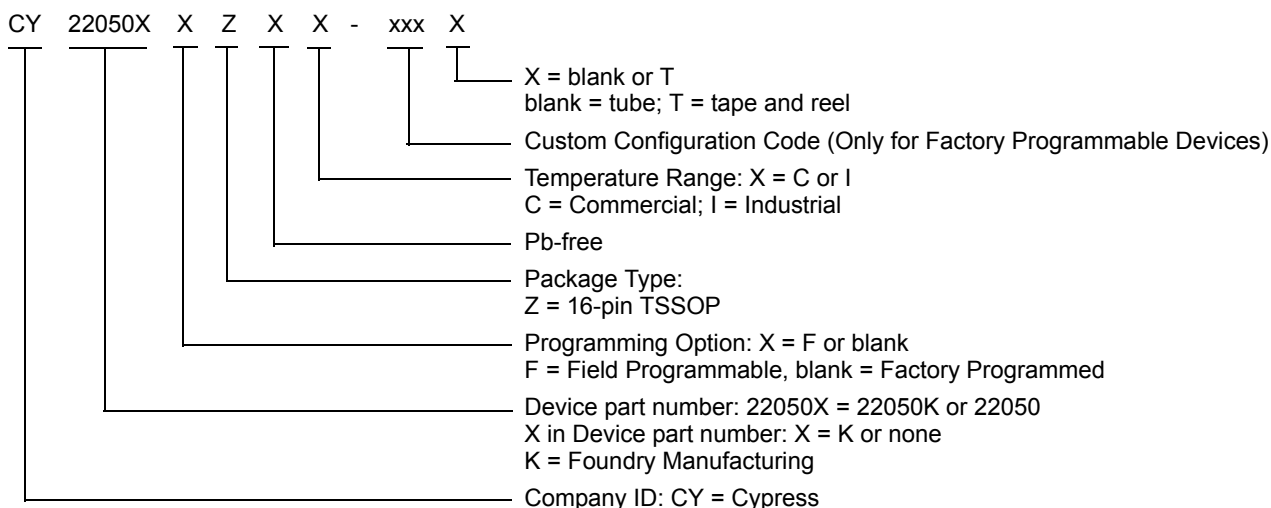 CY 22050X X Z X X - xxx X
X = blank or T
blank = tube; T = tape and reel
Custom Configuration Code (Only for Factory Programmable Devices)
Temperature Range: X = C or I
C = Commercial; I = Industrial
Pb-free
Package Type:
Z = 16-pin TSSOP
Programming Option: X = F or blank
F = Field Programmable, blank = Factory Programmed
Device part number: 22050X = 22050K or 22050
X in Device part number: X = K or none
K = Foundry Manufacturing
Company ID: CY = Cypress